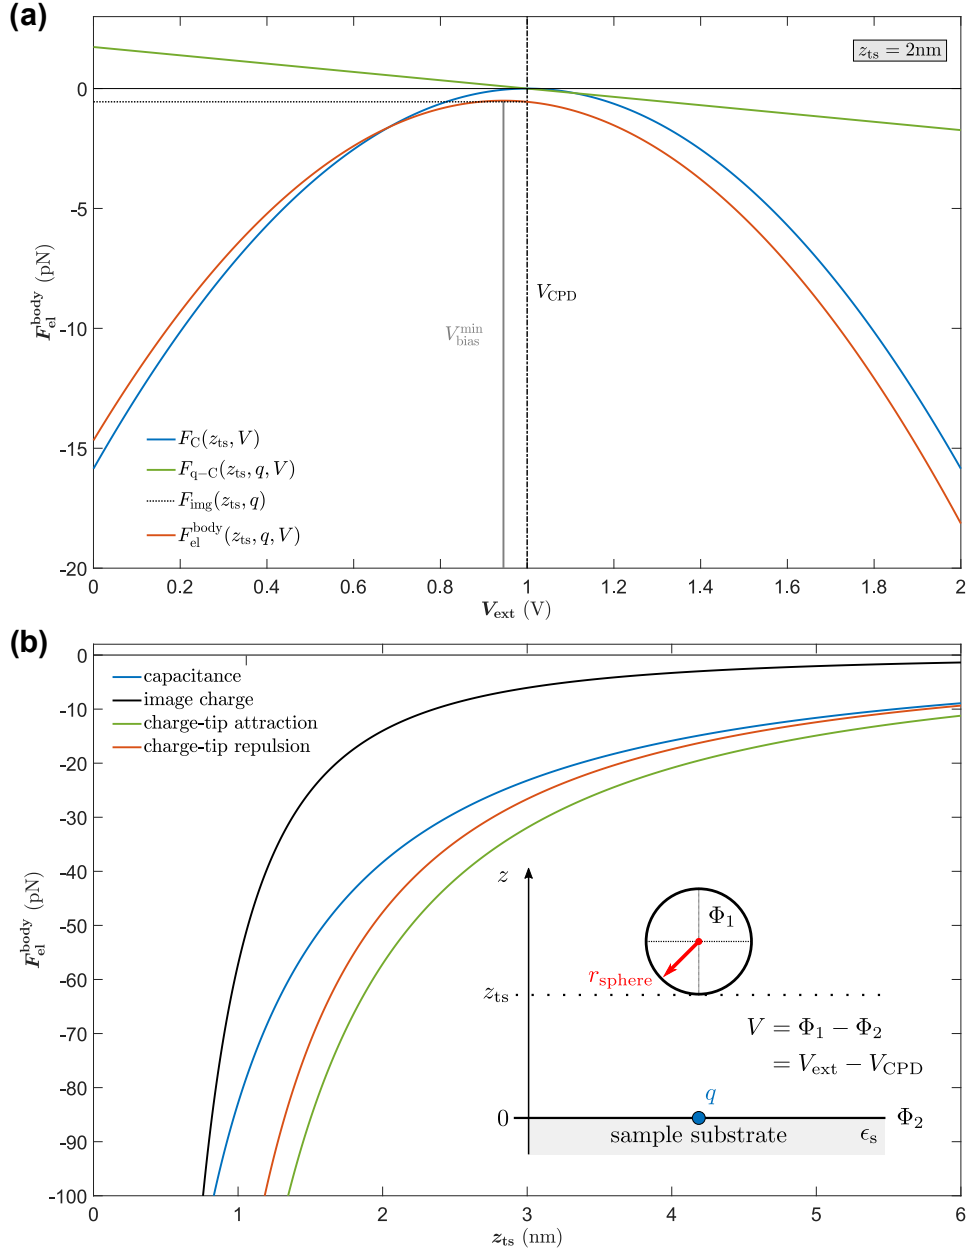 (a)
z_ts = 2nm
0
-5
-10
-15
-20
F_el^body (pN)
V_CPD
V_bias^min
F_C(z_ts, V)
F_q−C(z_ts, q, V)
F_img(z_ts, q)
F_el^body(z_ts, q, V)
0 0.2 0.4 0.6 0.8 1 1.2 1.4 1.6 1.8 2
V_ext (V)
(b)
0
-10
-20
-30
-40
-50
-60
-70
-80
-90
-100
F_el^body (pN)
capacitance
image charge
charge-tip attraction
charge-tip repulsion
z
Φ_1
r_sphere
z_ts
V = Φ_1 − Φ_2
= V_ext − V_CPD
q
0
Φ_2
sample substrate
ϵ_s
0 1 2 3 4 5 6
z_ts (nm)